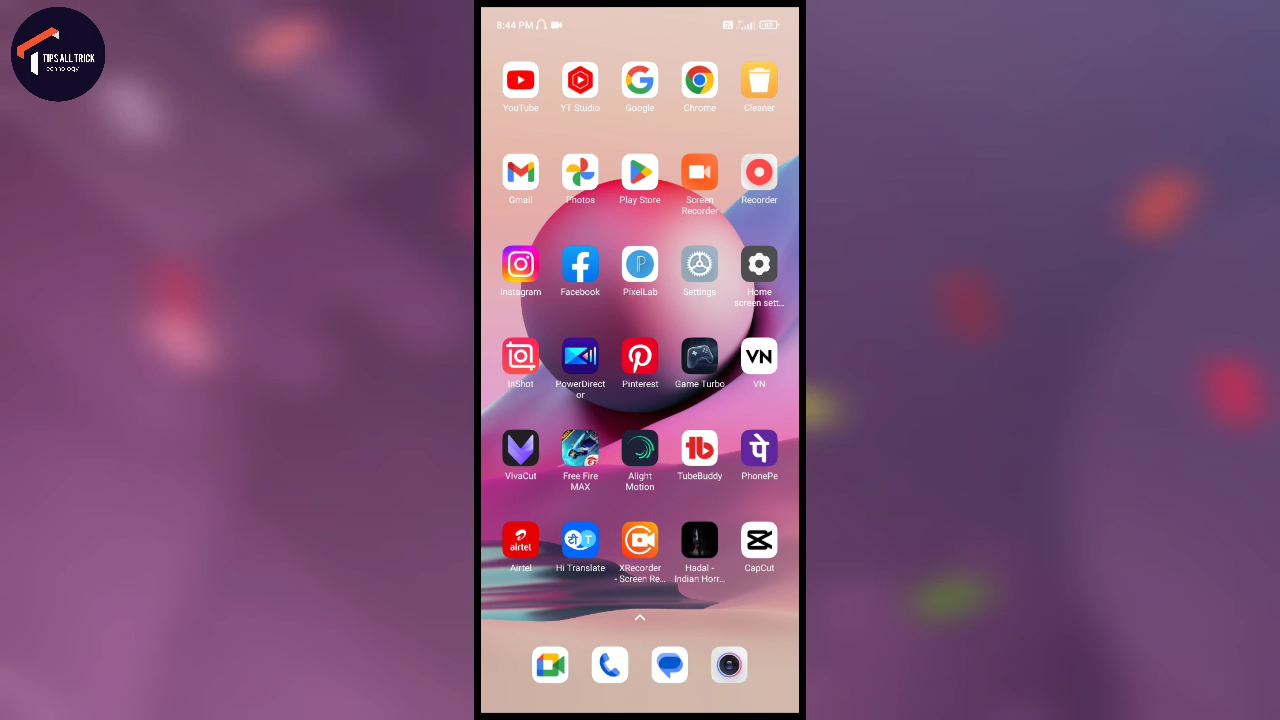 TIPS ALL TRICK
Technology
8:44 PM
YouTube
YT Studio
Google
Chrome
Cleaner
Gmail
Photos
Play Store
Screen
Recorder
Recorder
Instagram
Facebook
PixelLab
Settings
Home
screen sett...
InShot
PowerDirect
or
Pinterest
Game Turbo
VN
VN
VivaCut
Free Fire
MAX
Alight
Motion
TubeBuddy
पे
PhonePe
airtel
Airtel
टी T
Hi Translate
XRecorder
- Screen Re...
Hadal -
Indian Horr...
CapCut